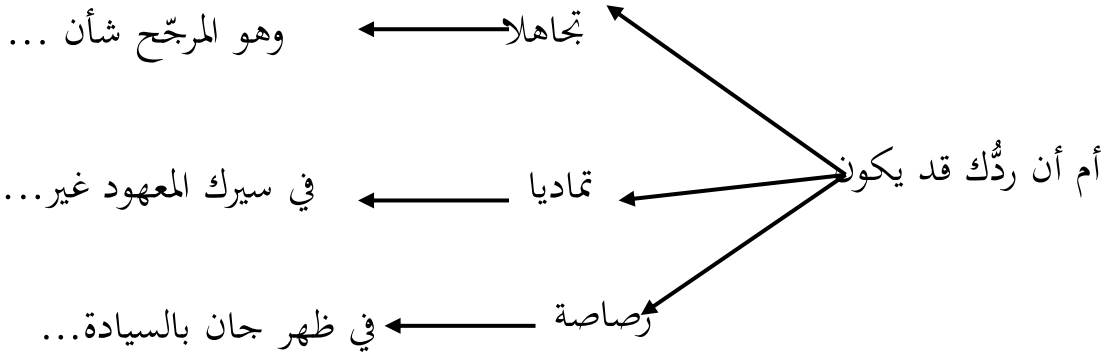 أم أن ردُّك قد يكون
تجاهلا وهو المرجّح شأن ...
تماديا في سيرك المعهود غير...
رصاصة في ظهر جان بالسيادة...